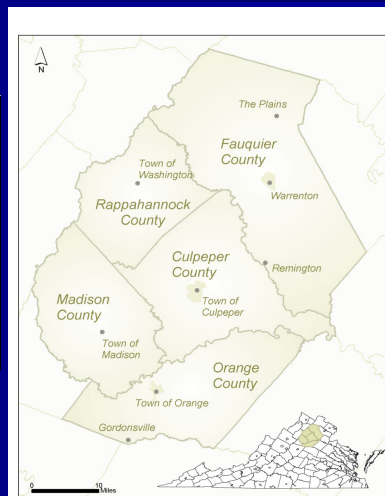 N
The Plains
Fauquier
County
Town of
Washington
Warrenton
Rappahannock
County
Culpeper
County
Remington
Madison
County
Town of
Culpeper
Town of
Madison
Orange
County
Town of Orange
Gordonsville
0 10
Miles